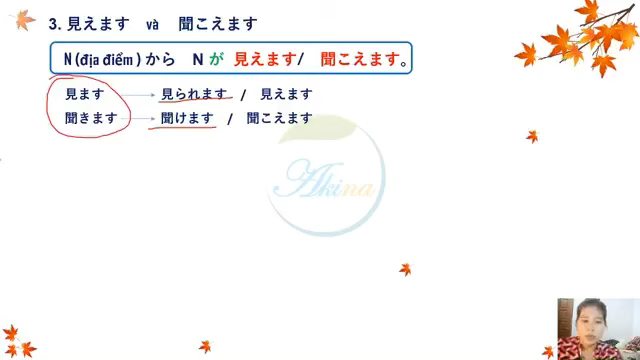 3. 見えます và 聞こえます
N (địa điểm) から N が 見えます/ 聞こえます。
見ます → 見られます / 見えます
聞きます → 聞けます / 聞こえます
Akina